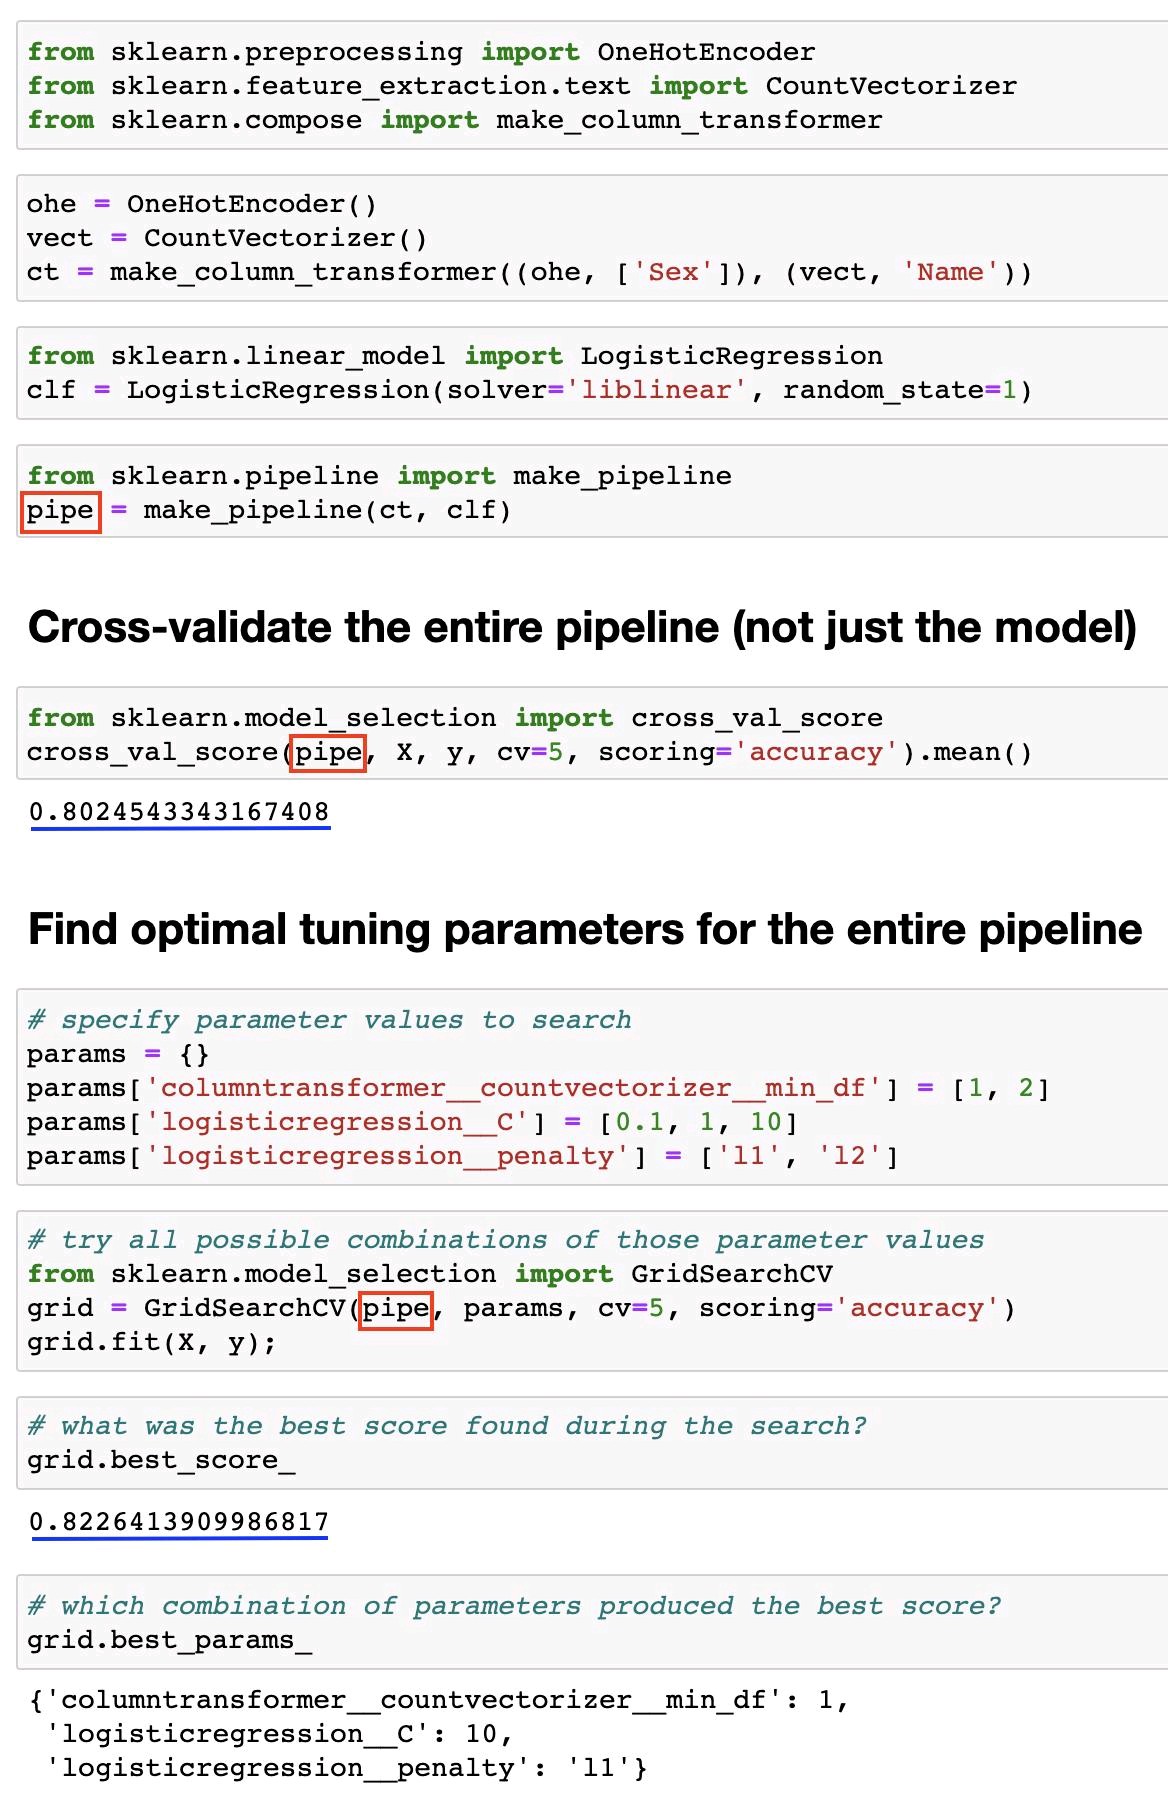 from sklearn.preprocessing import OneHotEncoder
from sklearn.feature_extraction.text import CountVectorizer
from sklearn.compose import make_column_transformer
ohe = OneHotEncoder()
vect = CountVectorizer()
ct = make_column_transformer((ohe, ['Sex']), (vect, 'Name'))
from sklearn.linear_model import LogisticRegression
clf = LogisticRegression(solver='liblinear', random_state=1)
from sklearn.pipeline import make_pipeline
pipe = make_pipeline(ct, clf)
Cross-validate the entire pipeline (not just the model)
from sklearn.model_selection import cross_val_score
cross_val_score(pipe, X, y, cv=5, scoring='accuracy').mean()
0.8024543343167408
Find optimal tuning parameters for the entire pipeline
# specify parameter values to search
params = {}
params['columntransformer__countvectorizer__min_df'] = [1, 2]
params['logisticregression__C'] = [0.1, 1, 10]
params['logisticregression__penalty'] = ['l1', 'l2']
# try all possible combinations of those parameter values
from sklearn.model_selection import GridSearchCV
grid = GridSearchCV(pipe, params, cv=5, scoring='accuracy')
grid.fit(X, y);
# what was the best score found during the search?
grid.best_score_
0.8226413909986817
# which combination of parameters produced the best score?
grid.best_params_
{'columntransformer__countvectorizer__min_df': 1,
'logisticregression__C': 10,
'logisticregression__penalty': 'l1'}